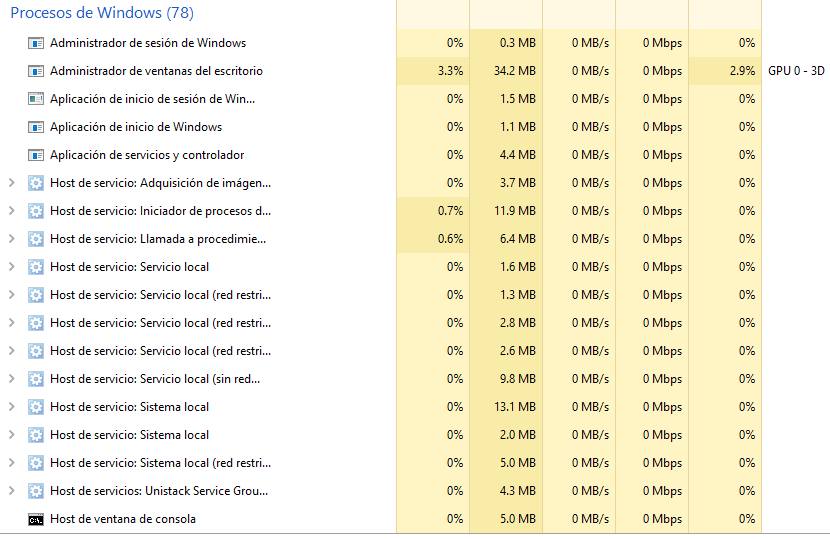 Procesos de Windows (78)
Administrador de sesión de Windows 0% 0.3 MB 0 MB/s 0 Mbps 0%
Administrador de ventanas del escritorio 3.3% 34.2 MB 0 MB/s 0 Mbps 2.9% GPU 0 - 3D
Aplicación de inicio de sesión de Win... 0% 1.5 MB 0 MB/s 0 Mbps 0%
Aplicación de inicio de Windows 0% 1.1 MB 0 MB/s 0 Mbps 0%
Aplicación de servicios y controlador 0% 4.4 MB 0 MB/s 0 Mbps 0%
Host de servicio: Adquisición de imágen... 0% 3.7 MB 0 MB/s 0 Mbps 0%
Host de servicio: Iniciador de procesos d... 0.7% 11.9 MB 0 MB/s 0 Mbps 0%
Host de servicio: Llamada a procedimie... 0.6% 6.4 MB 0 MB/s 0 Mbps 0%
Host de servicio: Servicio local 0% 1.6 MB 0 MB/s 0 Mbps 0%
Host de servicio: Servicio local (red restri... 0% 1.3 MB 0 MB/s 0 Mbps 0%
Host de servicio: Servicio local (red restri... 0% 2.8 MB 0 MB/s 0 Mbps 0%
Host de servicio: Servicio local (red restri... 0% 2.6 MB 0 MB/s 0 Mbps 0%
Host de servicio: Servicio local (sin red... 0% 9.8 MB 0 MB/s 0 Mbps 0%
Host de servicio: Sistema local 0% 13.1 MB 0 MB/s 0 Mbps 0%
Host de servicio: Sistema local 0% 2.0 MB 0 MB/s 0 Mbps 0%
Host de servicio: Sistema local (red restri... 0% 5.0 MB 0 MB/s 0 Mbps 0%
Host de servicios: Unistack Service Grou... 0% 4.3 MB 0 MB/s 0 Mbps 0%
Host de ventana de consola 0% 5.0 MB 0 MB/s 0 Mbps 0%